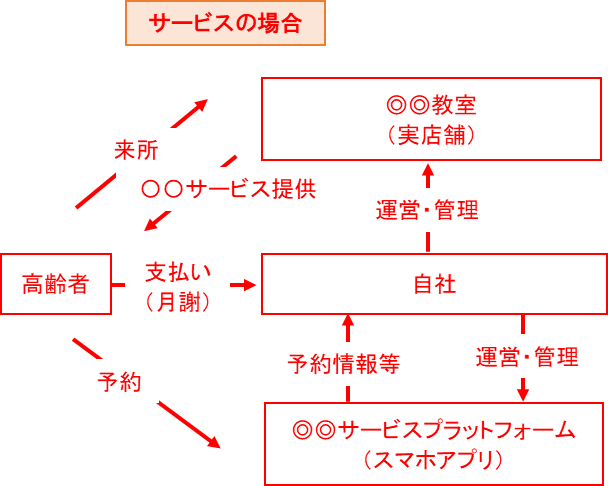 サービスの場合
◎◎教室
(実店舗)
来所
〇〇サービス提供
運営・管理
高齢者
支払い
(月謝)
自社
予約
予約情報等
運営・管理
◎◎サービスプラットフォーム
(スマホアプリ)